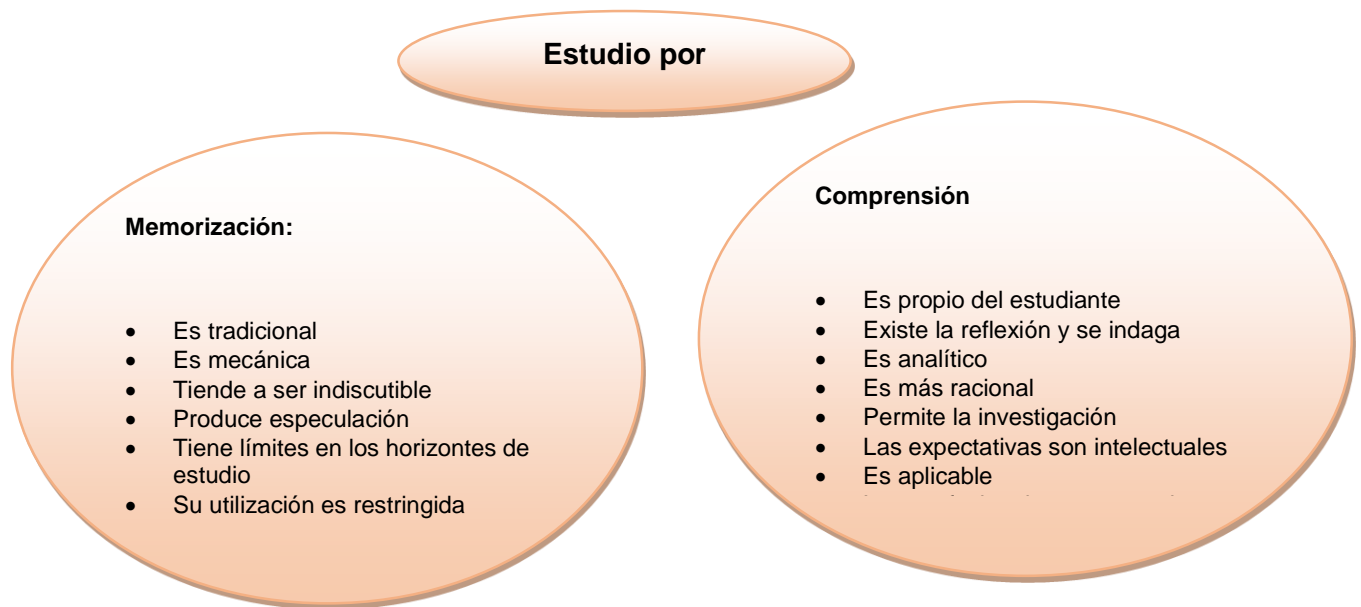 Estudio por
Memorización:
• Es tradicional
• Es mecánica
• Tiende a ser indiscutible
• Produce especulación
• Tiene límites en los horizontes de
estudio
• Su utilización es restringida
Comprensión
• Es propio del estudiante
• Existe la reflexión y se indaga
• Es analítico
• Es más racional
• Permite la investigación
• Las expectativas son intelectuales
• Es aplicable